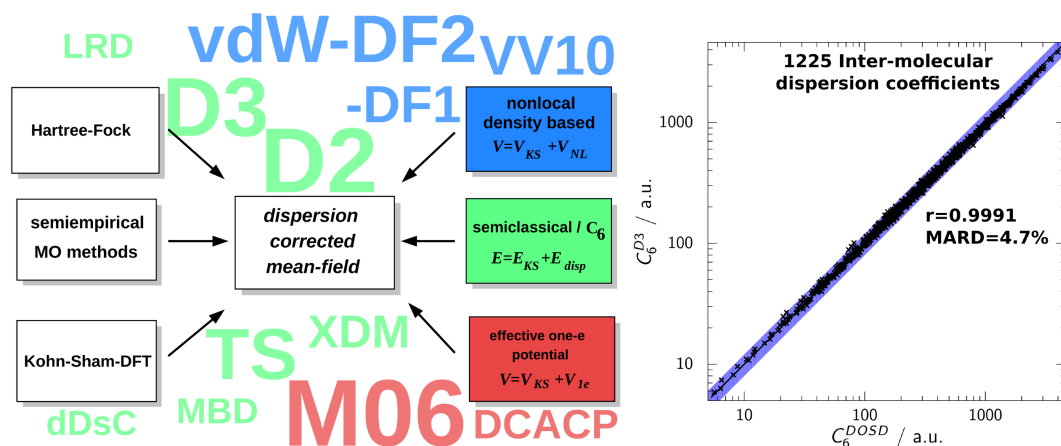 LRD
vdW-DF2
VV10
D3
-DF1
D2
Hartree-Fock
semiempirical
MO methods
Kohn-Sham-DFT
dispersion
corrected
mean-field
nonlocal
density based
V=V_KS +V_NL
semiclassical / C_6
E=E_KS+E_disp
effective one-e
potential
V=V_KS +V_1e
TS
XDM
dDsC
MBD
M06
DCACP
1225 Inter-molecular
dispersion coefficients
r=0.9991
MARD=4.7%
C_6^D3 / a.u.
1000
100
10
10
100
1000
C_6^DOSD / a.u.